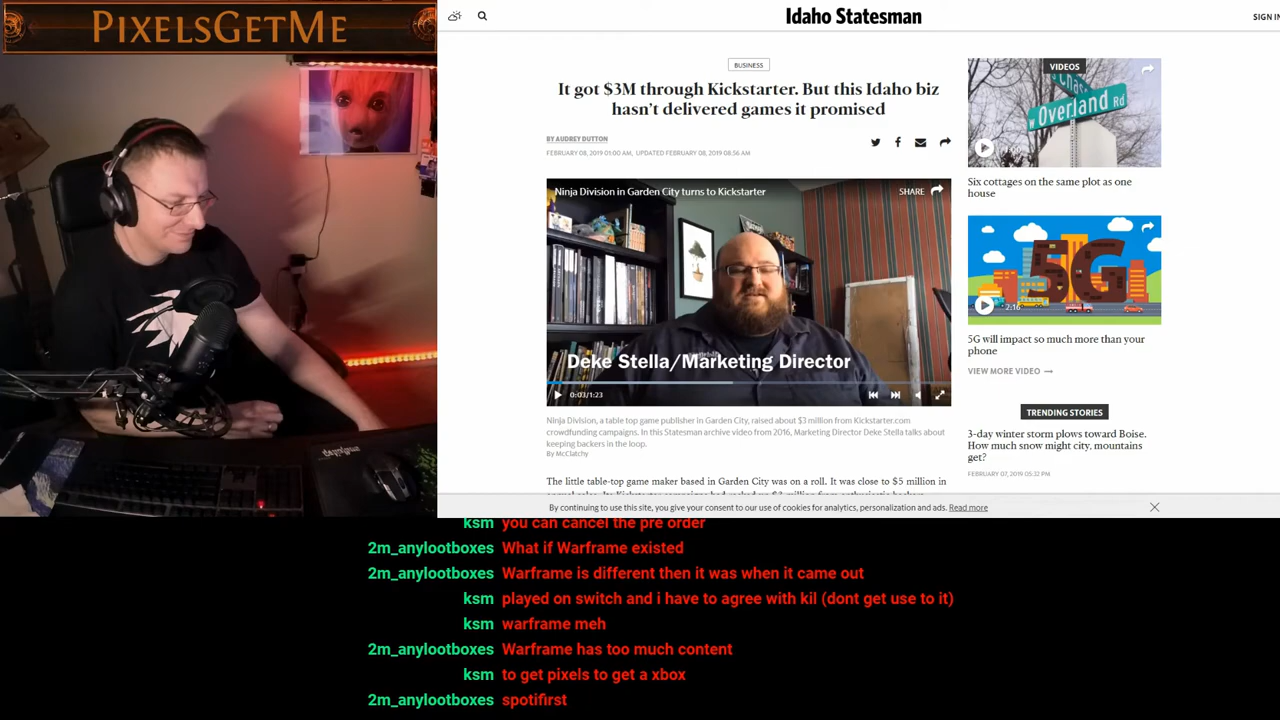 PixelsGetMe
Idaho Statesman
SIGN IN
BUSINESS
It got $3M through Kickstarter. But this Idaho biz
hasn't delivered games it promised
BY AUDREY DUTTON
FEBRUARY 08, 2019 01:00 AM, UPDATED FEBRUARY 08, 2019 08:56 AM
Ninja Division in Garden City turns to Kickstarter
SHARE
Deke Stella/Marketing Director
0:03/1:23
Ninja Division, a table top game publisher in Garden City, raised about $3 million from Kickstarter.com
crowdfunding campaigns. In this Statesman archive video from 2016, Marketing Director Deke Stella talks about
keeping backers in the loop.
By McClatchy
The little table-top game maker based in Garden City was on a roll. It was close to $5 million in
VIDEOS
W Overland Rd
Six cottages on the same plot as one
house
5G
2:16
5G will impact so much more than your
phone
VIEW MORE VIDEO
TRENDING STORIES
3-day winter storm plows toward Boise.
How much snow might city, mountains
get?
FEBRUARY 07, 2019 05:32 PM
By continuing to use this site, you give your consent to our use of cookies for analytics, personalization and ads. Read more
ksm you can cancel the pre order
2m_anylootboxes What if Warframe existed
2m_anylootboxes Warframe is different then it was when it came out
ksm played on switch and i have to agree with kil (dont get use to it)
ksm warframe meh
2m_anylootboxes Warframe has too much content
ksm to get pixels to get a xbox
2m_anylootboxes spotifirst